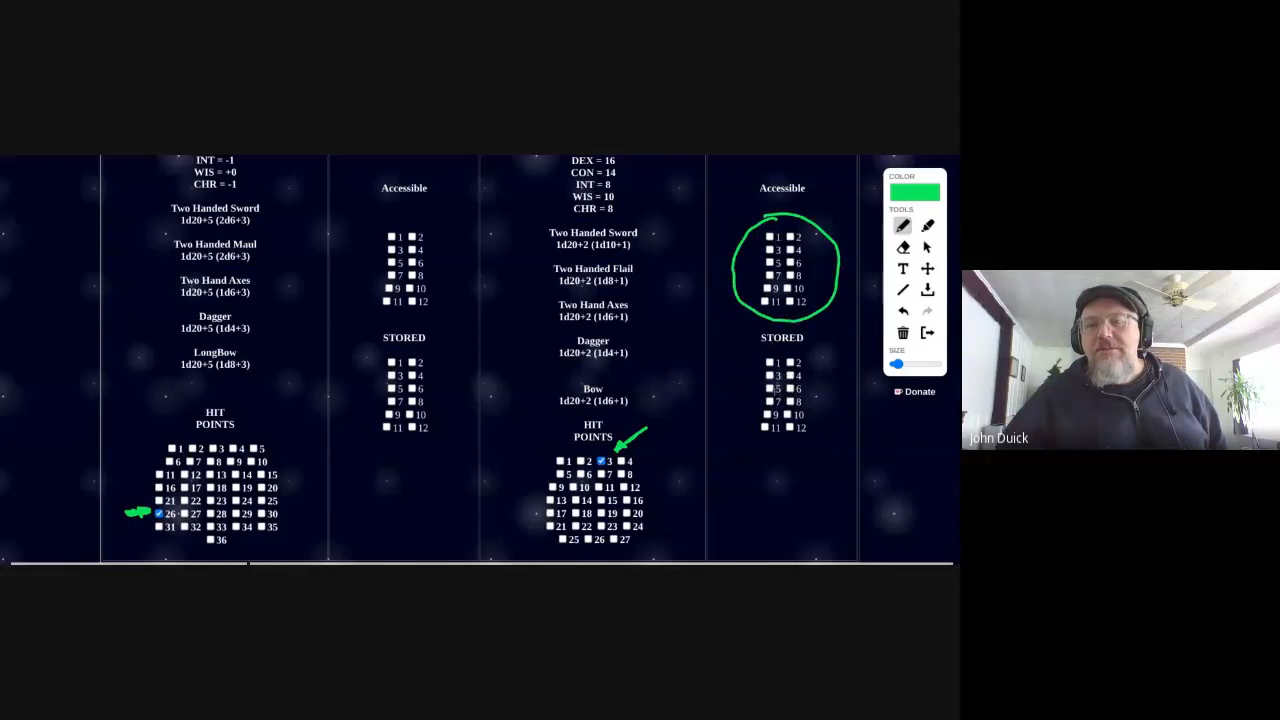 INT = -1
WIS = +0
CHR = -1
Two Handed Sword
1d20+5 (2d6+3)
Two Handed Maul
1d20+5 (2d6+3)
Two Hand Axes
1d20+5 (1d6+3)
Dagger
1d20+5 (1d4+3)
LongBow
1d20+5 (1d8+3)
HIT
POINTS
1 2 3 4 5
6 7 8 9 10
11 12 13 14 15
16 17 18 19 20
21 22 23 24 25
26 27 28 29 30
31 32 33 34 35
36
Accessible
1 2
3 4
5 6
7 8
9 10
11 12
STORED
1 2
3 4
5 6
7 8
9 10
11 12
DEX = 16
CON = 14
INT = 8
WIS = 10
CHR = 8
Two Handed Sword
1d20+2 (1d10+1)
Two Handed Flail
1d20+2 (1d8+1)
Two Hand Axes
1d20+2 (1d6+1)
Dagger
1d20+2 (1d4+1)
Bow
1d20+2 (1d6+1)
HIT
POINTS
1 2 3 4
5 6 7 8
9 10 11 12
13 14 15 16
17 18 19 20
21 22 23 24
25 26 27
Accessible
1 2
3 4
5 6
7 8
9 10
11 12
STORED
1 2
3 4
5 6
7 8
9 10
11 12
COLOR
TOOLS
T
SIZE
Donate
John Duick